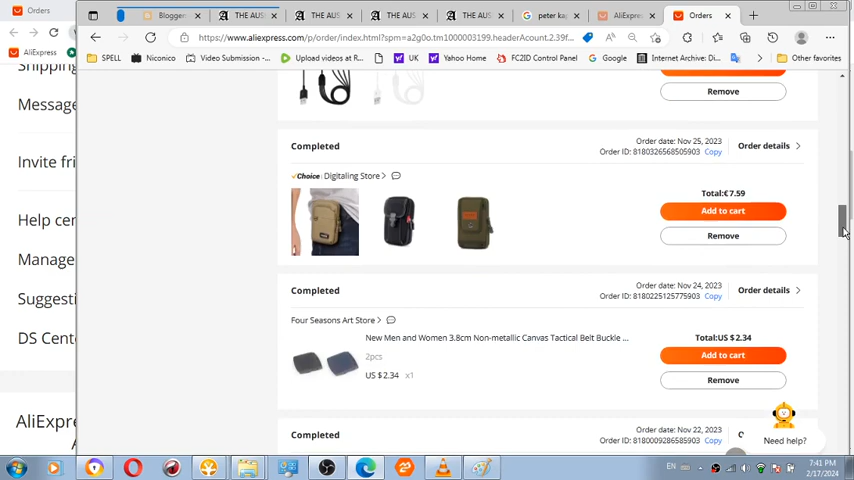 Orders
Blogger
THE AUS
THE AUS
THE AUS
THE AUS
peter ka
AliExpres
Orders
https://www.aliexpress.com/p/order/index.html?spm=a2g0o.tm1000003199.headerAcount.2.39f...
AliExpress
SPELL
Niconico
Video Submission -...
Upload videos at R...
UK
Yahoo Home
FC2ID Control Panel
Google
Internet Archive: Di...
Other favorites
Shipping
Message
Invite fri
Help cen
Manage
Suggesti
DS Cente
AliExpre
A
Remove
Completed
Order date: Nov 25, 2023
Order ID: 8180326568505903 Copy
Order details
Choice Digitaling Store
Total:€7.59
Add to cart
Remove
Completed
Order date: Nov 24, 2023
Order ID: 8180225125775903 Copy
Order details
Four Seasons Art Store
New Men and Women 3.8cm Non-metallic Canvas Tactical Belt Buckle ...
2pcs
US $2.34 x1
Total:US $2.34
Add to cart
Remove
Completed
Order date: Nov 22, 2023
Order ID: 8180009286585903 Copy
Need help?
EN
7:41 PM
2/17/2024